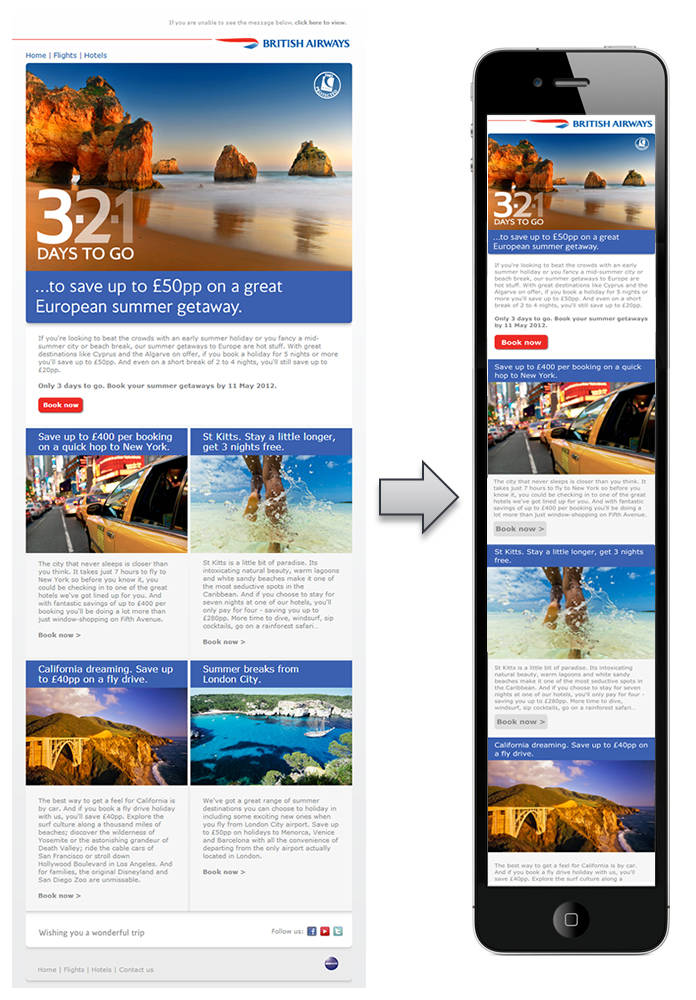 If you are unable to see the message below, click here to view.
BRITISH AIRWAYS
Home | Flights | Hotels
3·2·1
DAYS TO GO
...to save up to £50pp on a great
European summer getaway.
If you're looking to beat the crowds with an early summer holiday or you fancy a mid-
summer city or beach break, our summer getaways to Europe are hot stuff. With great
destinations like Cyprus and the Algarve on offer, if you book a holiday for 5 nights or more
you'll save up to £50pp. And even on a short break of 2 to 4 nights, you'll still save up to
£20pp.
Only 3 days to go. Book your summer getaways by 11 May 2012.
Book now
Save up to £400 per booking
on a quick hop to New York.
The city that never sleeps is closer than
you think. It takes just 7 hours to fly to
New York so before you know it, you
could be checking in to one of the great
hotels we've got lined up for you. And
with fantastic savings of up to £400 per
booking you'll be doing a lot more than
just window-shopping on Fifth Avenue.
Book now >
St Kitts. Stay a little longer,
get 3 nights free.
St Kitts is a little bit of paradise. Its
intoxicating natural beauty, warm lagoons
and white sandy beaches make it one of
the most seductive spots in the
Caribbean. And if you choose to stay for
seven nights at one of our hotels, you'll
only pay for four - saving you up to
£280pp. More time to dive, windsurf, sip
cocktails, go on a rainforest safari...
Book now >
California dreaming. Save up
to £40pp on a fly drive.
The best way to get a feel for California is
by car. And if you book a fly drive holiday
with us, you'll save £40pp. Explore the
surf culture along a thousand miles of
beaches; discover the wilderness of
Yosemite or the astonishing grandeur of
Death Valley; ride the cable cars of
San Francisco or stroll down
Hollywood Boulevard in Los Angeles. And
for families, the original Disneyland and
San Diego Zoo are unmissable.
Book now >
Summer breaks from
London City.
We've got a great range of summer
destinations you can choose to holiday in
including some exciting new ones when
you fly from London City airport. Save up
to £50pp on holidays to Menorca, Venice
and Barcelona with all the convenience of
departing from the only airport actually
located in London.
Book now >
Wishing you a wonderful trip
Follow us:
Home | Flights | Hotels | Contact us
BRITISH AIRWAYS
3·2·1
DAYS TO GO
...to save up to £50pp on a great
European summer getaway.
If you're looking to beat the crowds with an early
summer holiday or you fancy a mid-summer city or
beach break, our summer getaways to Europe are
hot stuff. With great destinations like Cyprus and the
Algarve on offer, if you book a holiday for 5 nights or
more you'll save up to £50pp. And even on a short
break of 2 to 4 nights, you'll still save up to £20pp.
Only 3 days to go. Book your summer getaways
by 11 May 2012.
Book now
Save up to £400 per booking on a quick
hop to New York.
The city that never sleeps is closer than you think. It
takes just 7 hours to fly to New York so before you
know it, you could be checking in to one of the great
hotels we've got lined up for you. And with fantastic
savings of up to £400 per booking you'll be doing a
lot more than just window-shopping on Fifth Avenue.
Book now >
St Kitts. Stay a little longer, get 3 nights
free.
St Kitts is a little bit of paradise. Its intoxicating
natural beauty, warm lagoons and white sandy
beaches make it one of the most seductive spots in
the Caribbean. And if you choose to stay for seven
nights at one of our hotels, you'll only pay for four -
saving you up to £280pp. More time to dive,
windsurf, sip cocktails, go on a rainforest safari...
Book now >
California dreaming. Save up to £40pp on
a fly drive.
The best way to get a feel for California is by car.
And if you book a fly drive holiday with us, you'll
save £40pp. Explore the surf culture along a